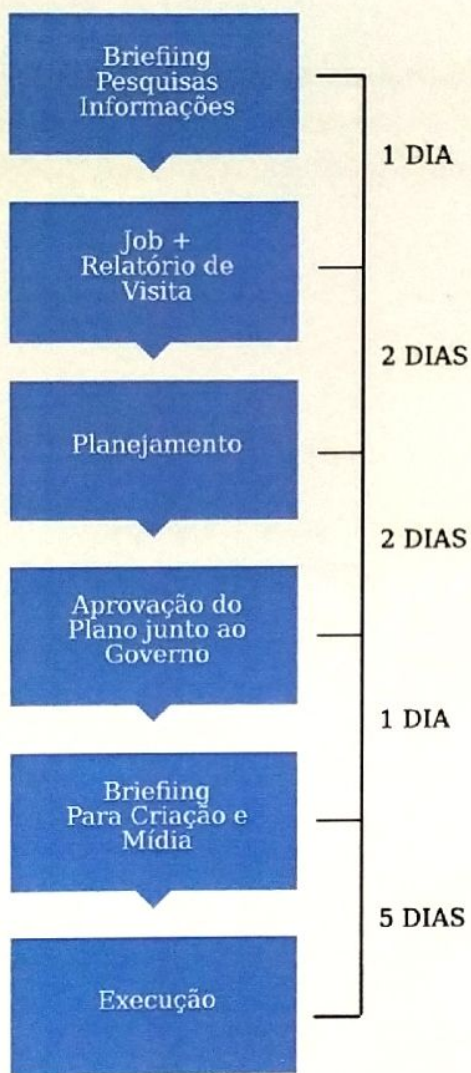 Briefiing
Pesquisas
Informações
1 DIA
Job +
Relatório de
Visita
2 DIAS
Planejamento
2 DIAS
Aprovação do
Plano junto ao
Governo
1 DIA
Briefiing
Para Criação e
Mídia
5 DIAS
Execução